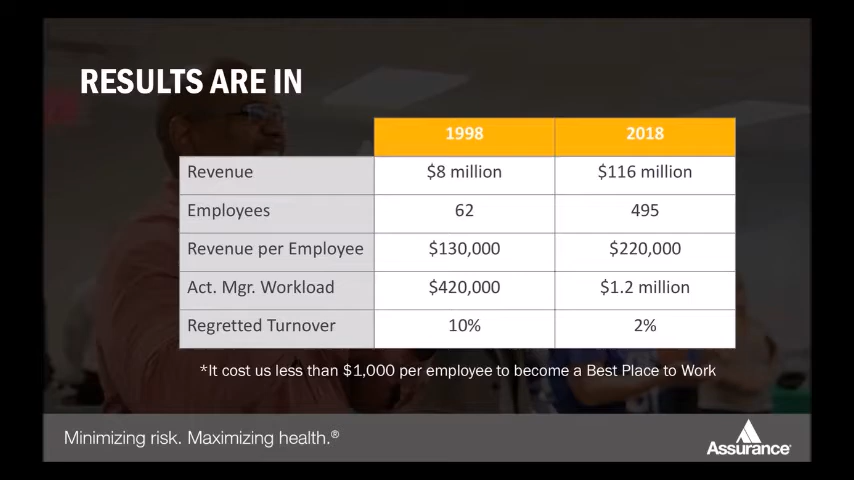 RESULTS ARE IN
1998 2018
Revenue $8 million $116 million
Employees 62 495
Revenue per Employee $130,000 $220,000
Act. Mgr. Workload $420,000 $1.2 million
Regretted Turnover 10% 2%
*It cost us less than $1,000 per employee to become a Best Place to Work
Minimizing risk. Maximizing health.®
Assurance